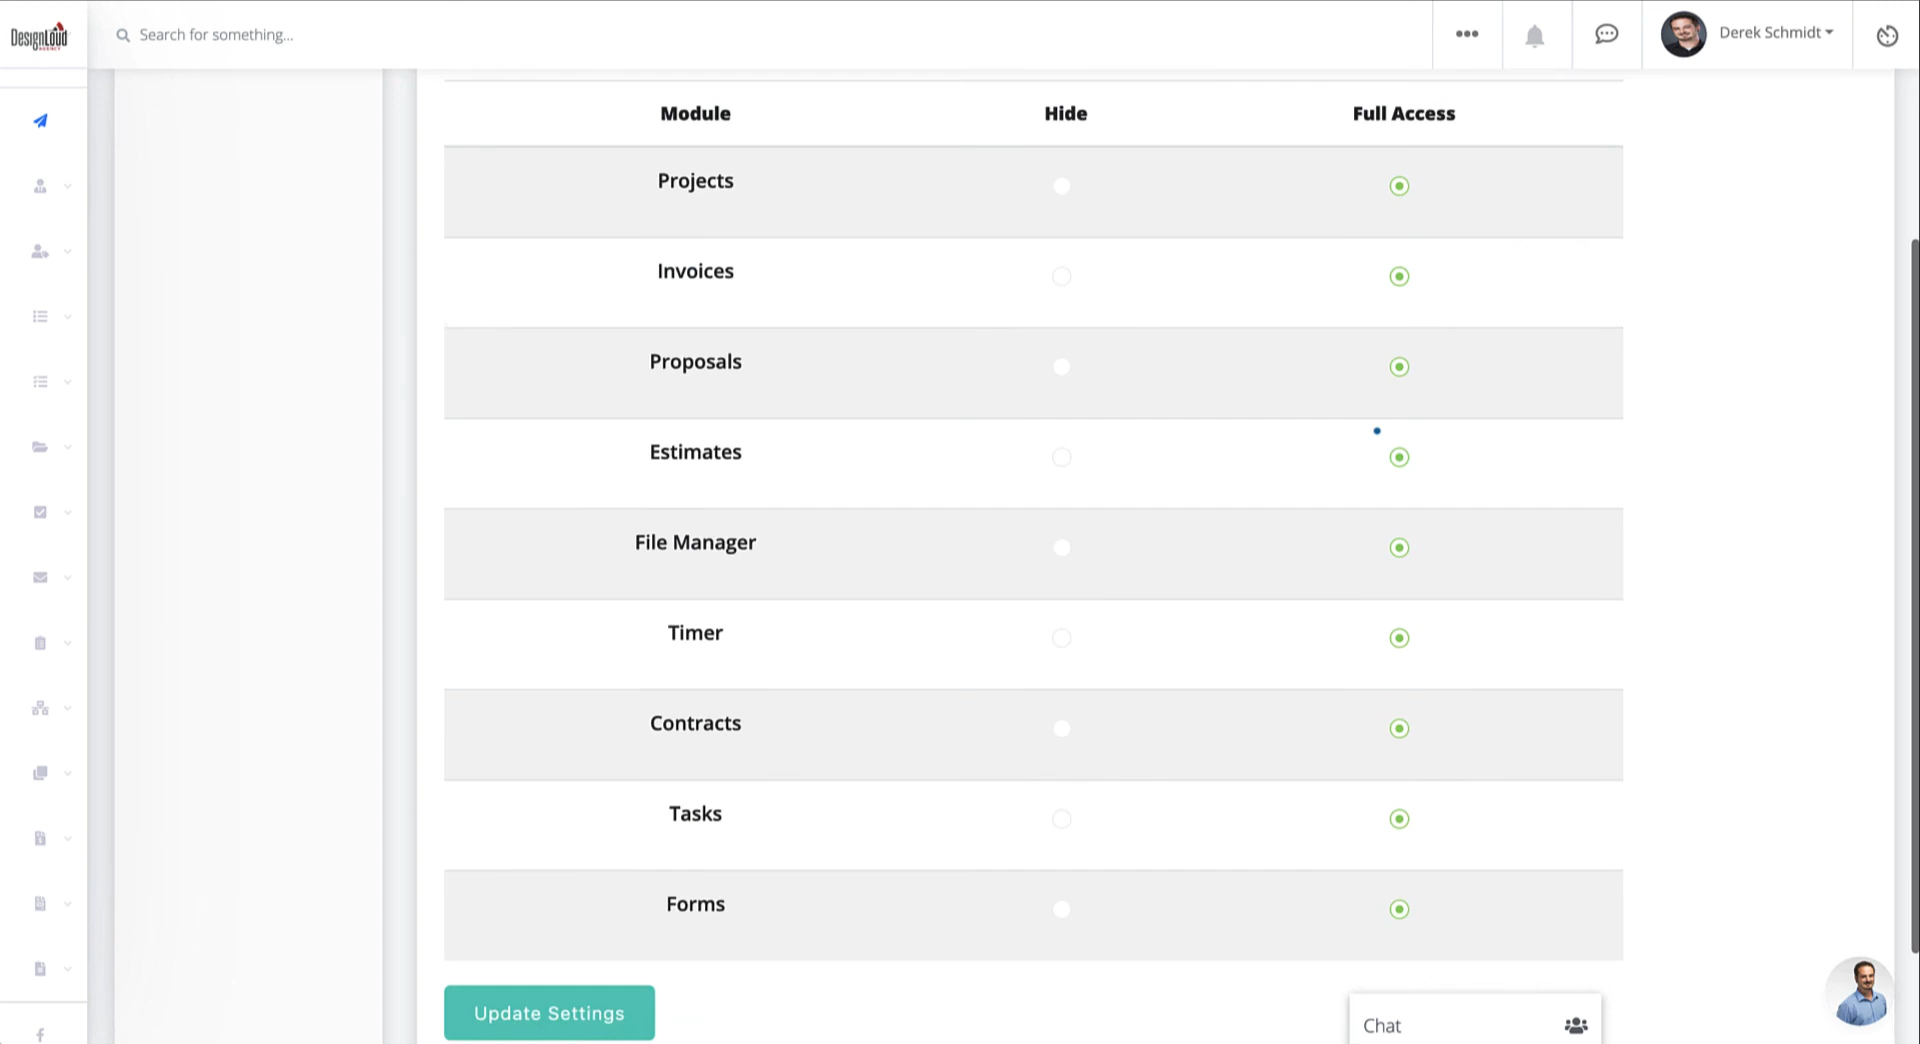 DesignLoud
AGENCY
Search for something...
Derek Schmidt
Module Hide Full Access
Projects
Invoices
Proposals
Estimates
File Manager
Timer
Contracts
Tasks
Forms
Update Settings
Chat